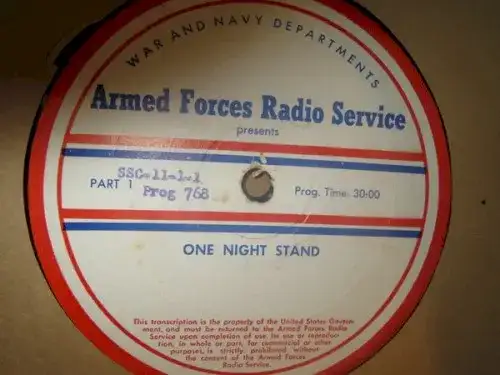 WAR AND NAVY DEPARTMENTS
Armed Forces Radio Service
presents
SSC-11-1-1
PART 1 Prog 768 Prog. Time: 30-00
ONE NIGHT STAND
This transcription is the property of the United States Govern-
ment, and must be returned to the Armed Forces Radio
Service upon completion of use. Its use or reproduc-
tion, in whole or part, for commercial or other
purposes, is strictly prohibited without
the consent of the Armed Forces
Radio Service.